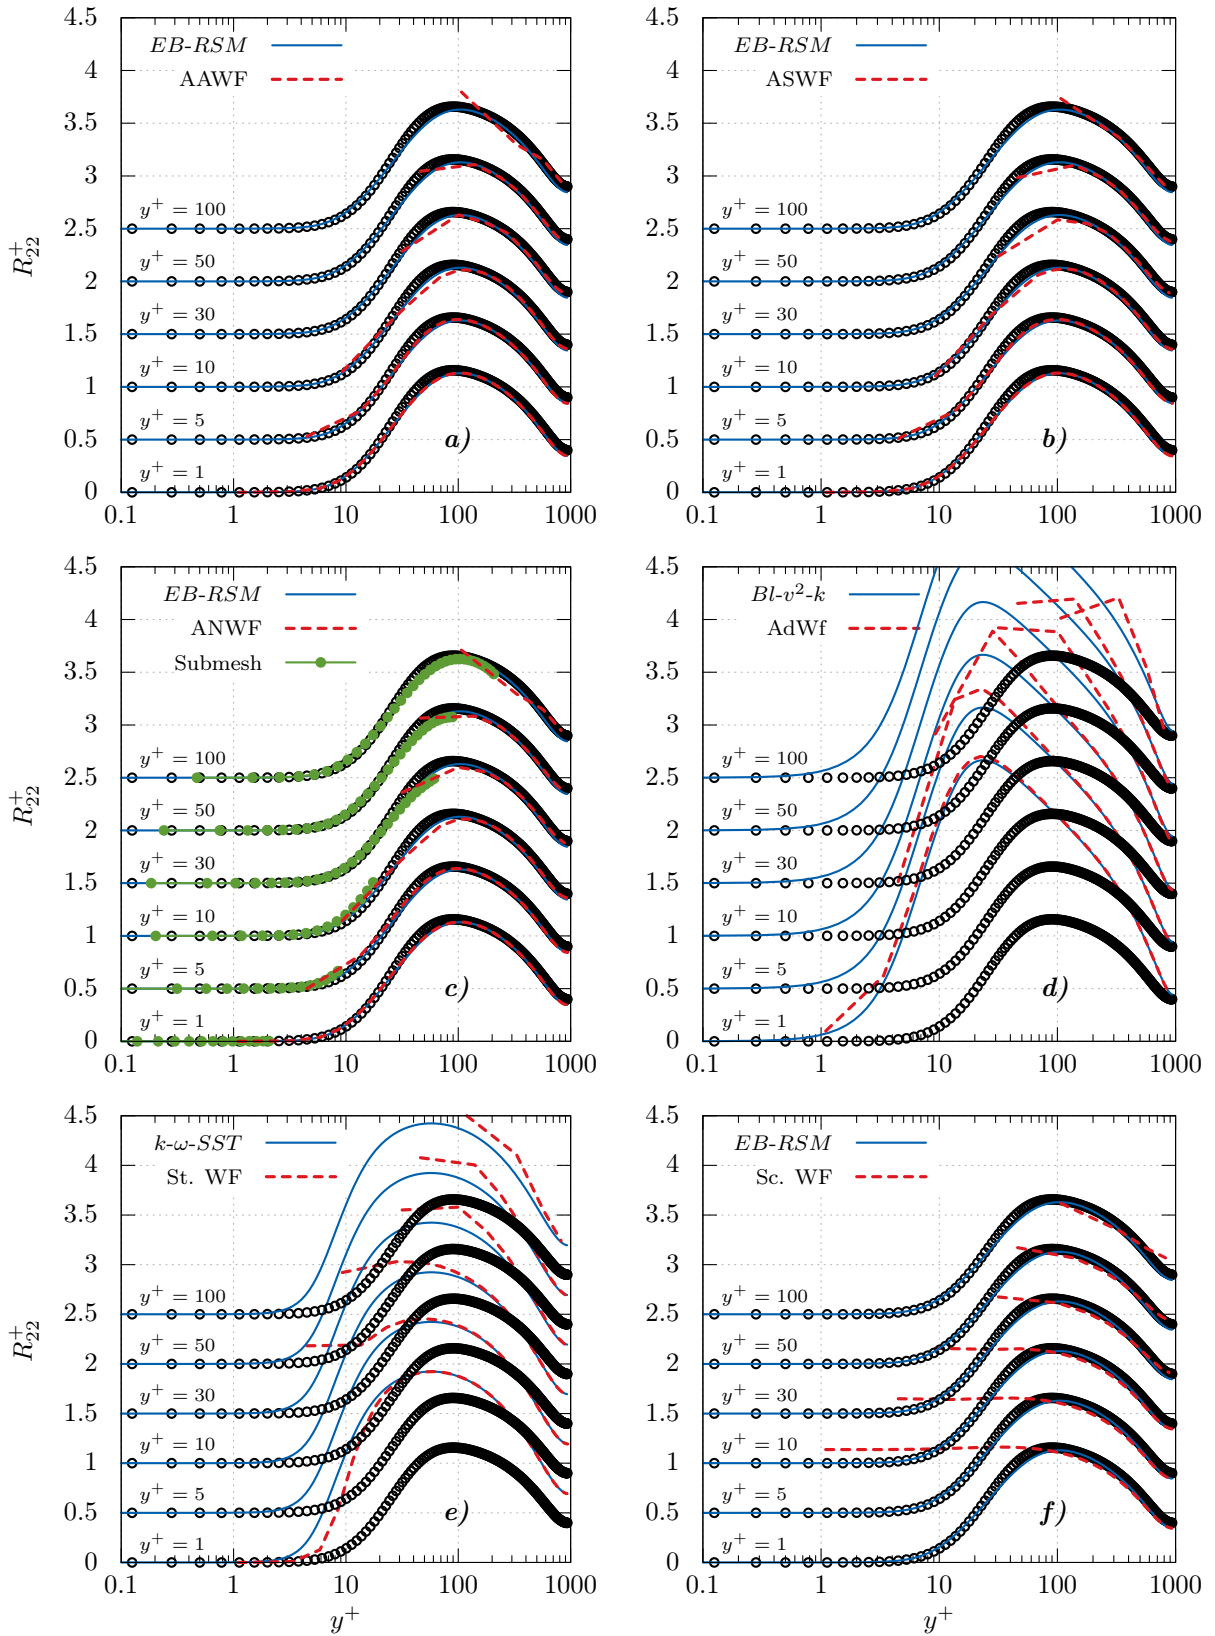 4.5
4
3.5
3
2.5
2
1.5
1
0.5
0
R₂₂⁺
EB-RSM
AAWF
y⁺ = 100
y⁺ = 50
y⁺ = 30
y⁺ = 10
y⁺ = 5
y⁺ = 1
a)
0.1 1 10 100 1000
4.5
4
3.5
3
2.5
2
1.5
1
0.5
0
EB-RSM
ASWF
y⁺ = 100
y⁺ = 50
y⁺ = 30
y⁺ = 10
y⁺ = 5
y⁺ = 1
b)
0.1 1 10 100 1000
4.5
4
3.5
3
2.5
2
1.5
1
0.5
0
R₂₂⁺
EB-RSM
ANWF
Submesh
y⁺ = 100
y⁺ = 50
y⁺ = 30
y⁺ = 10
y⁺ = 5
y⁺ = 1
c)
0.1 1 10 100 1000
4.5
4
3.5
3
2.5
2
1.5
1
0.5
0
Bl-v²-k
AdWf
y⁺ = 100
y⁺ = 50
y⁺ = 30
y⁺ = 10
y⁺ = 5
y⁺ = 1
d)
0.1 1 10 100 1000
4.5
4
3.5
3
2.5
2
1.5
1
0.5
0
R₂₂⁺
k-ω-SST
St. WF
y⁺ = 100
y⁺ = 50
y⁺ = 30
y⁺ = 10
y⁺ = 5
y⁺ = 1
e)
0.1 1 10 100 1000
y⁺
4.5
4
3.5
3
2.5
2
1.5
1
0.5
0
EB-RSM
Sc. WF
y⁺ = 100
y⁺ = 50
y⁺ = 30
y⁺ = 10
y⁺ = 5
y⁺ = 1
f)
0.1 1 10 100 1000
y⁺